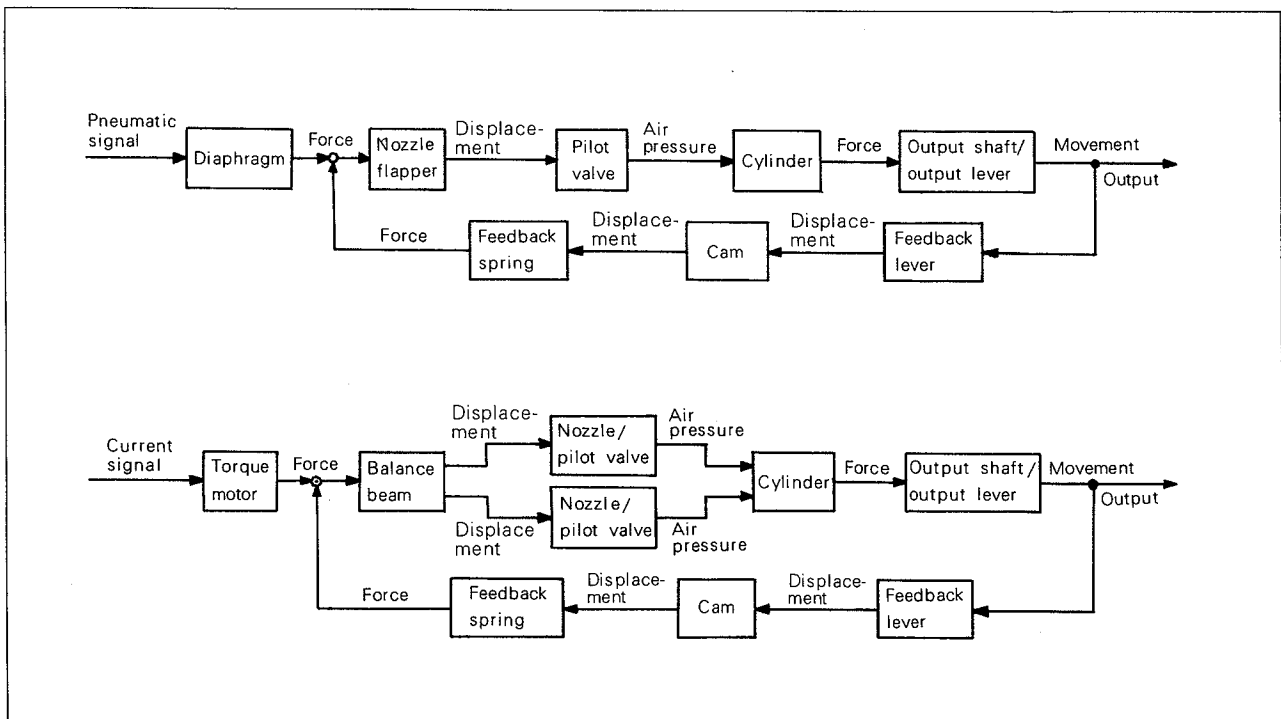 Pneumatic
signal
Diaphragm
Force
Nozzle
flapper
Displace-
ment
Pilot
valve
Air
pressure
Cylinder
Force
Output shaft/
output lever
Movement
Output
Force
Feedback
spring
Displace-
ment
Cam
Displace-
ment
Feedback
lever
Current
signal
Torque
motor
Force
Balance
beam
Displace-
ment
Nozzle/
pilot valve
Air
pressure
Displace
ment
Nozzle/
pilot valve
Air
pressure
Cylinder
Force
Output shaft/
output lever
Movement
Output
Force
Feedback
spring
Displace-
ment
Cam
Displace-
ment
Feedback
lever